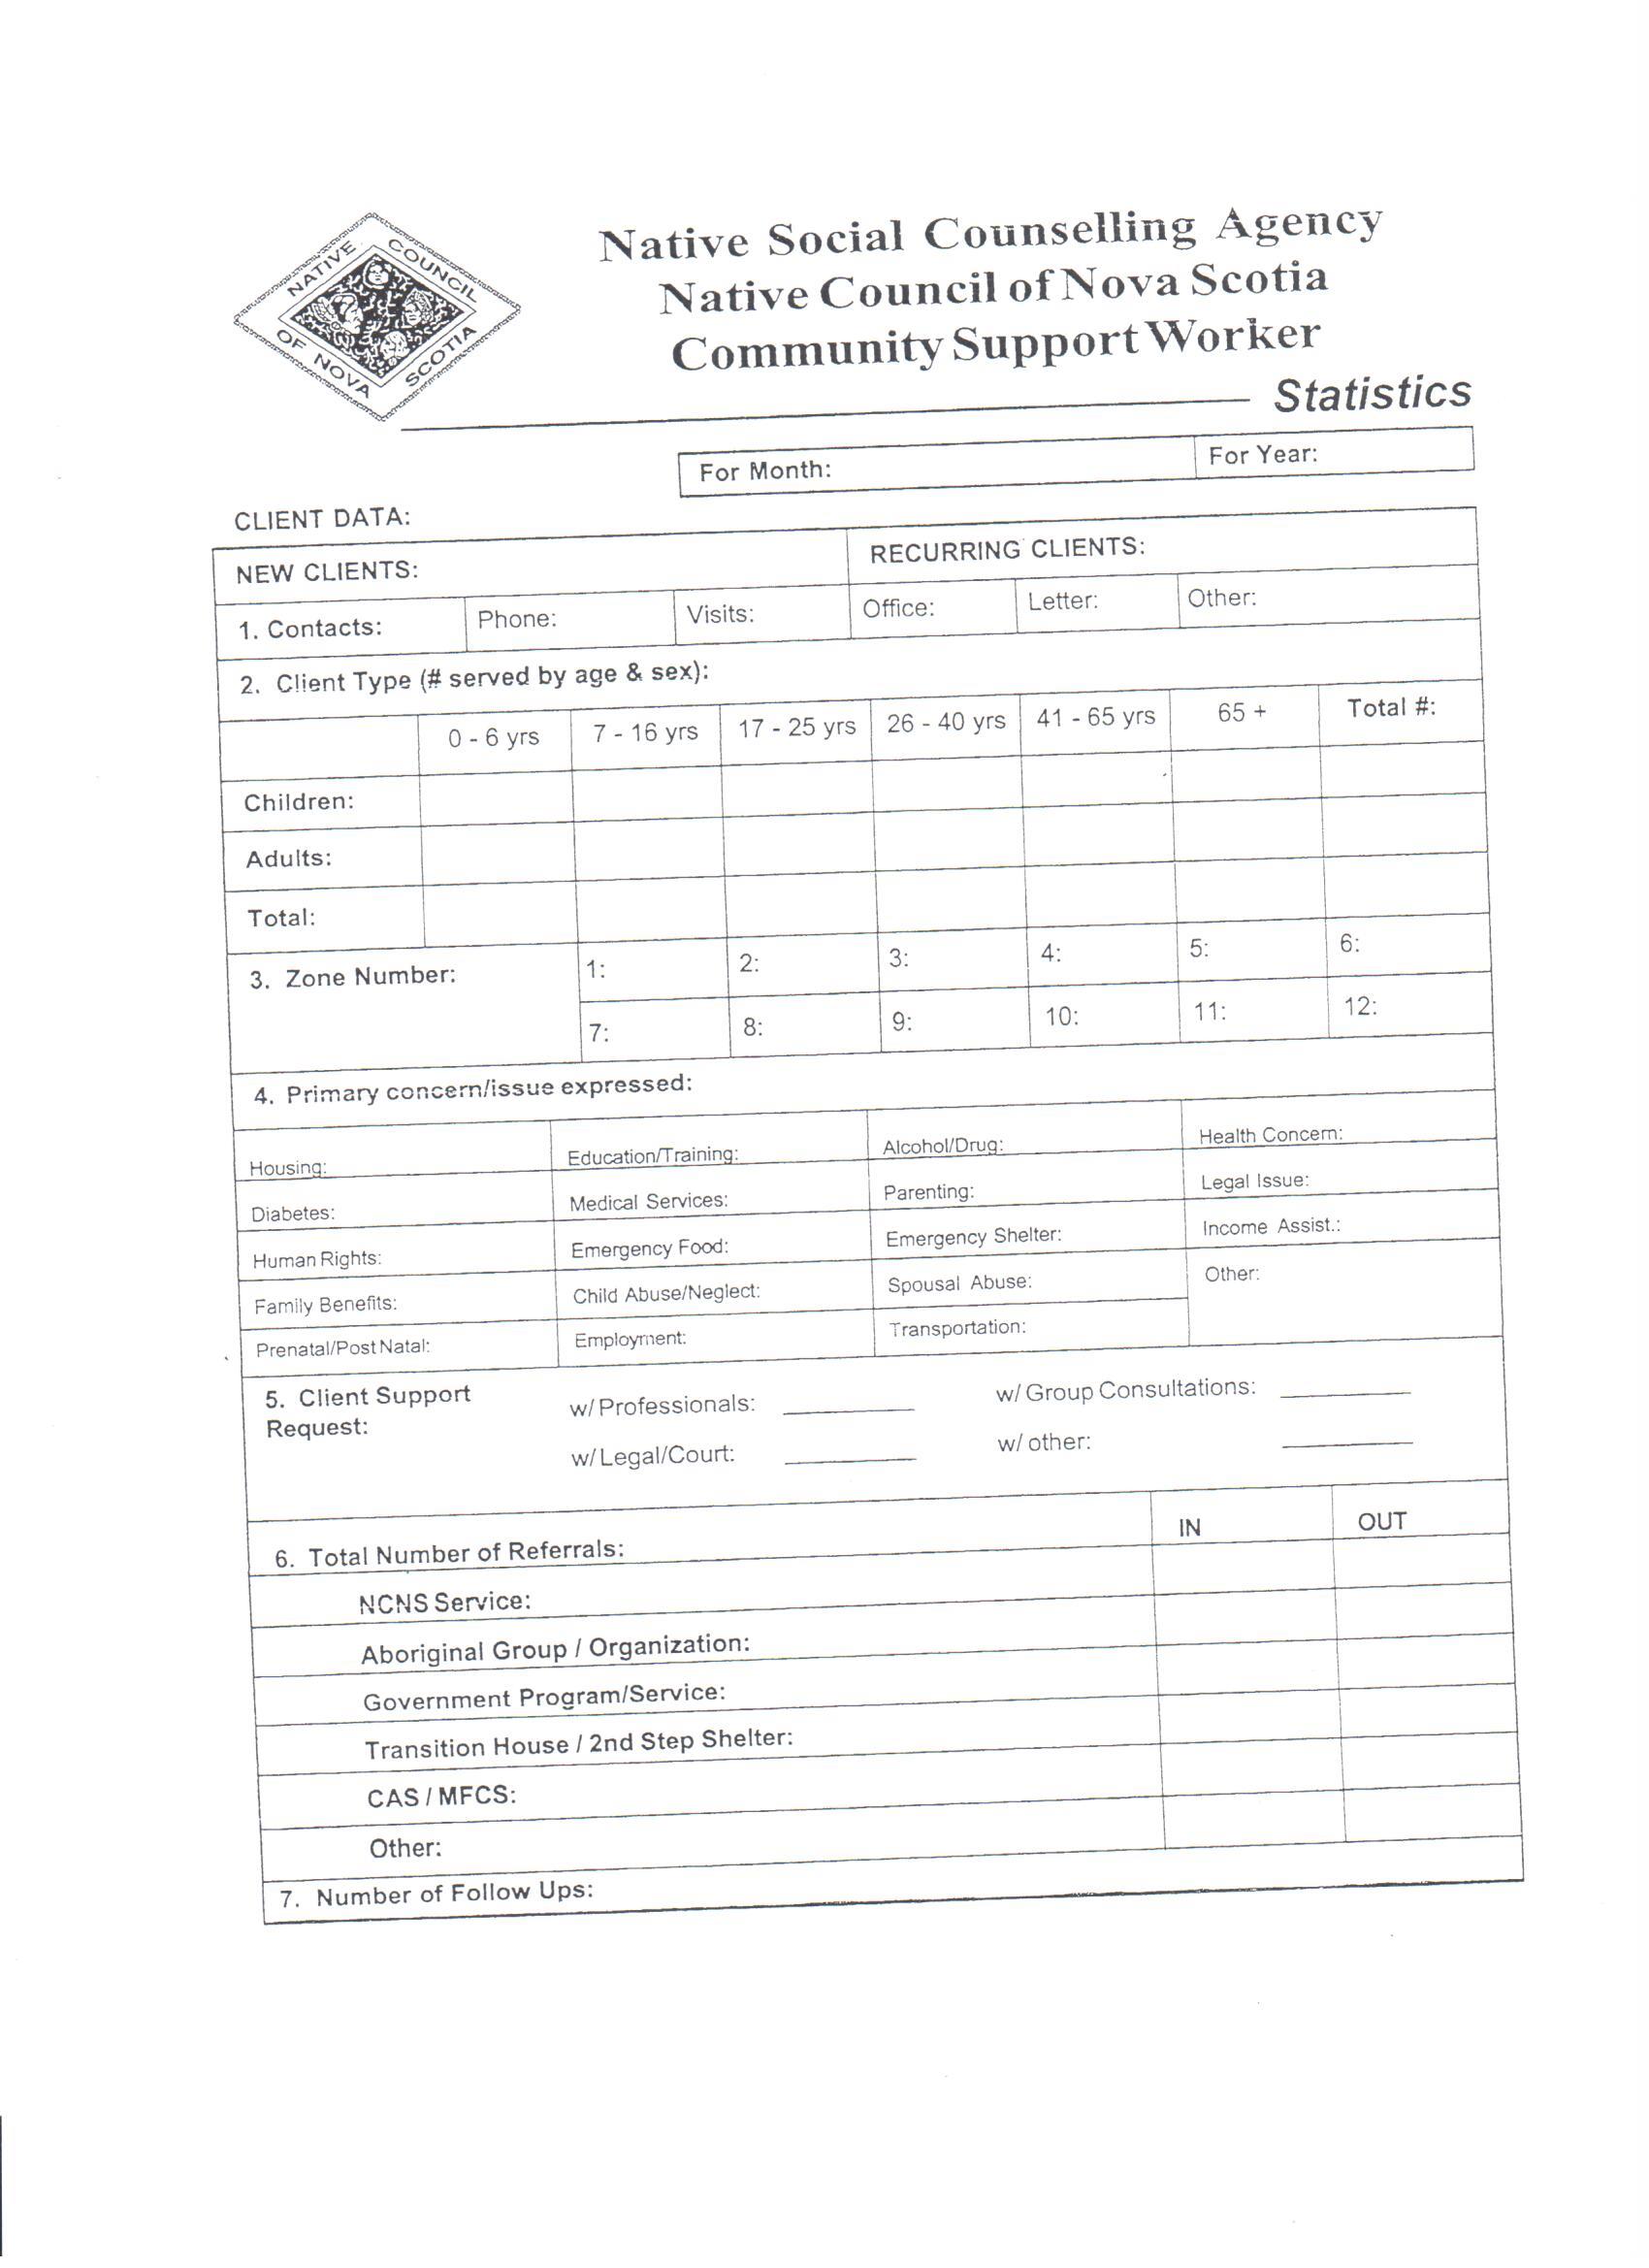 NATIVE COUNCIL
OF NOVA SCOTIA
Native Social Counselling Agency
Native Council of Nova Scotia
Community Support Worker
Statistics
For Month: For Year:
CLIENT DATA:
NEW CLIENTS: RECURRING CLIENTS:
1. Contacts: Phone: Visits: Office: Letter: Other:
2. Client Type (# served by age & sex):
0 - 6 yrs 7 - 16 yrs 17 - 25 yrs 26 - 40 yrs 41 - 65 yrs 65 + Total #:
Children:
Adults:
Total:
3. Zone Number: 1: 2: 3: 4: 5: 6:
7: 8: 9: 10: 11: 12:
4. Primary concern/issue expressed:
Housing: Education/Training: Alcohol/Drug: Health Concern:
Diabetes: Medical Services: Parenting: Legal Issue:
Human Rights: Emergency Food: Emergency Shelter: Income Assist.:
Family Benefits: Child Abuse/Neglect: Spousal Abuse: Other:
Prenatal/Post Natal: Employment: Transportation:
5. Client Support w/ Professionals: w/ Group Consultations:
Request:
w/ Legal/Court: w/ other:
6. Total Number of Referrals: IN OUT
NCNS Service:
Aboriginal Group / Organization:
Government Program/Service:
Transition House / 2nd Step Shelter:
CAS / MFCS:
Other:
7. Number of Follow Ups: